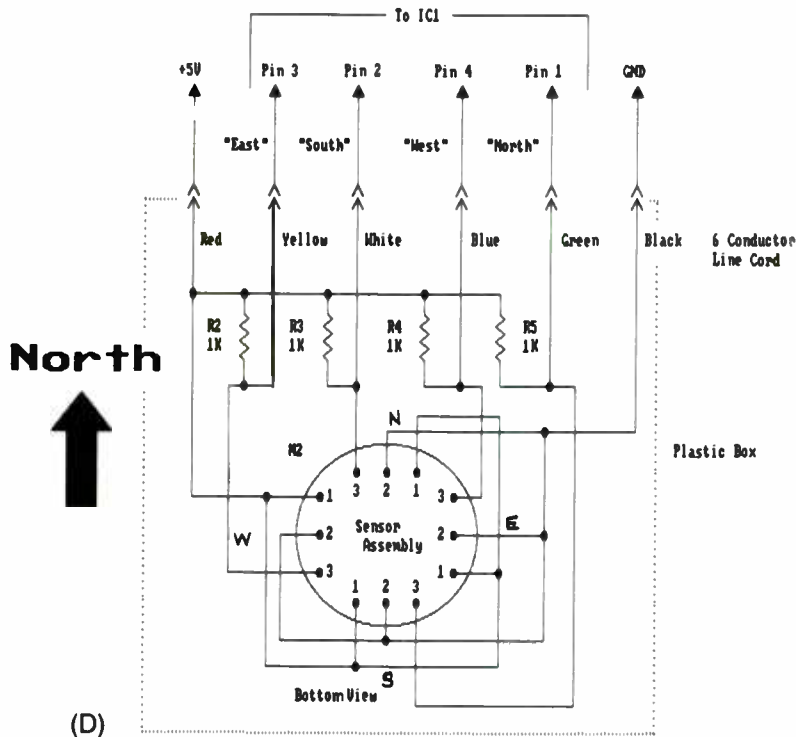 To IC1
+5V Pin 3 Pin 2 Pin 4 Pin 1 GND
"East" "South" "West" "North"
Red Yellow White Blue Green Black 6 Conductor
Line Cord
R2 R3 R4 R5
1K 1K 1K 1K
North
N
M2
3 2 1
1 3
Sensor
Assembly
2 2
W E
3 1
1 2 3
S
Bottom View
Plastic Box
(D)